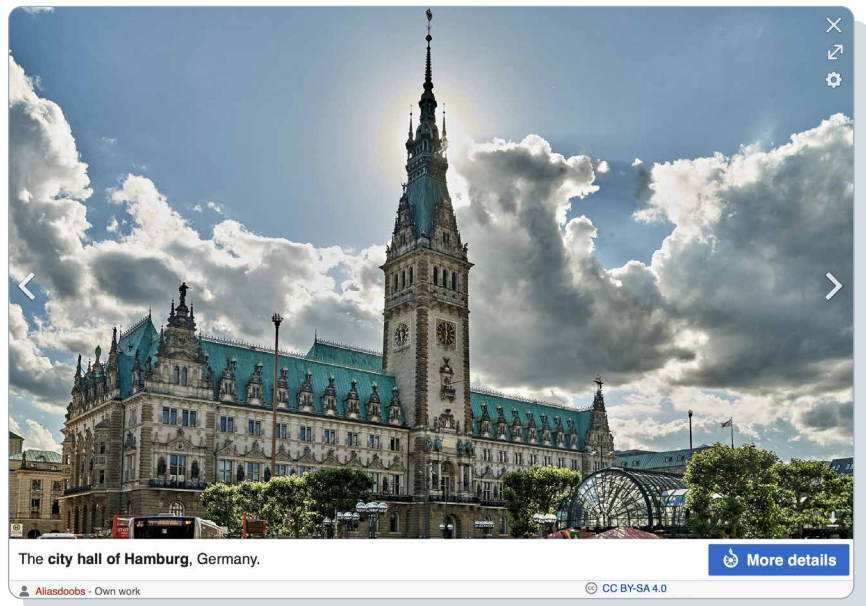 The city hall of Hamburg, Germany.
More details
Aliasdoobs - Own work
CC BY-SA 4.0